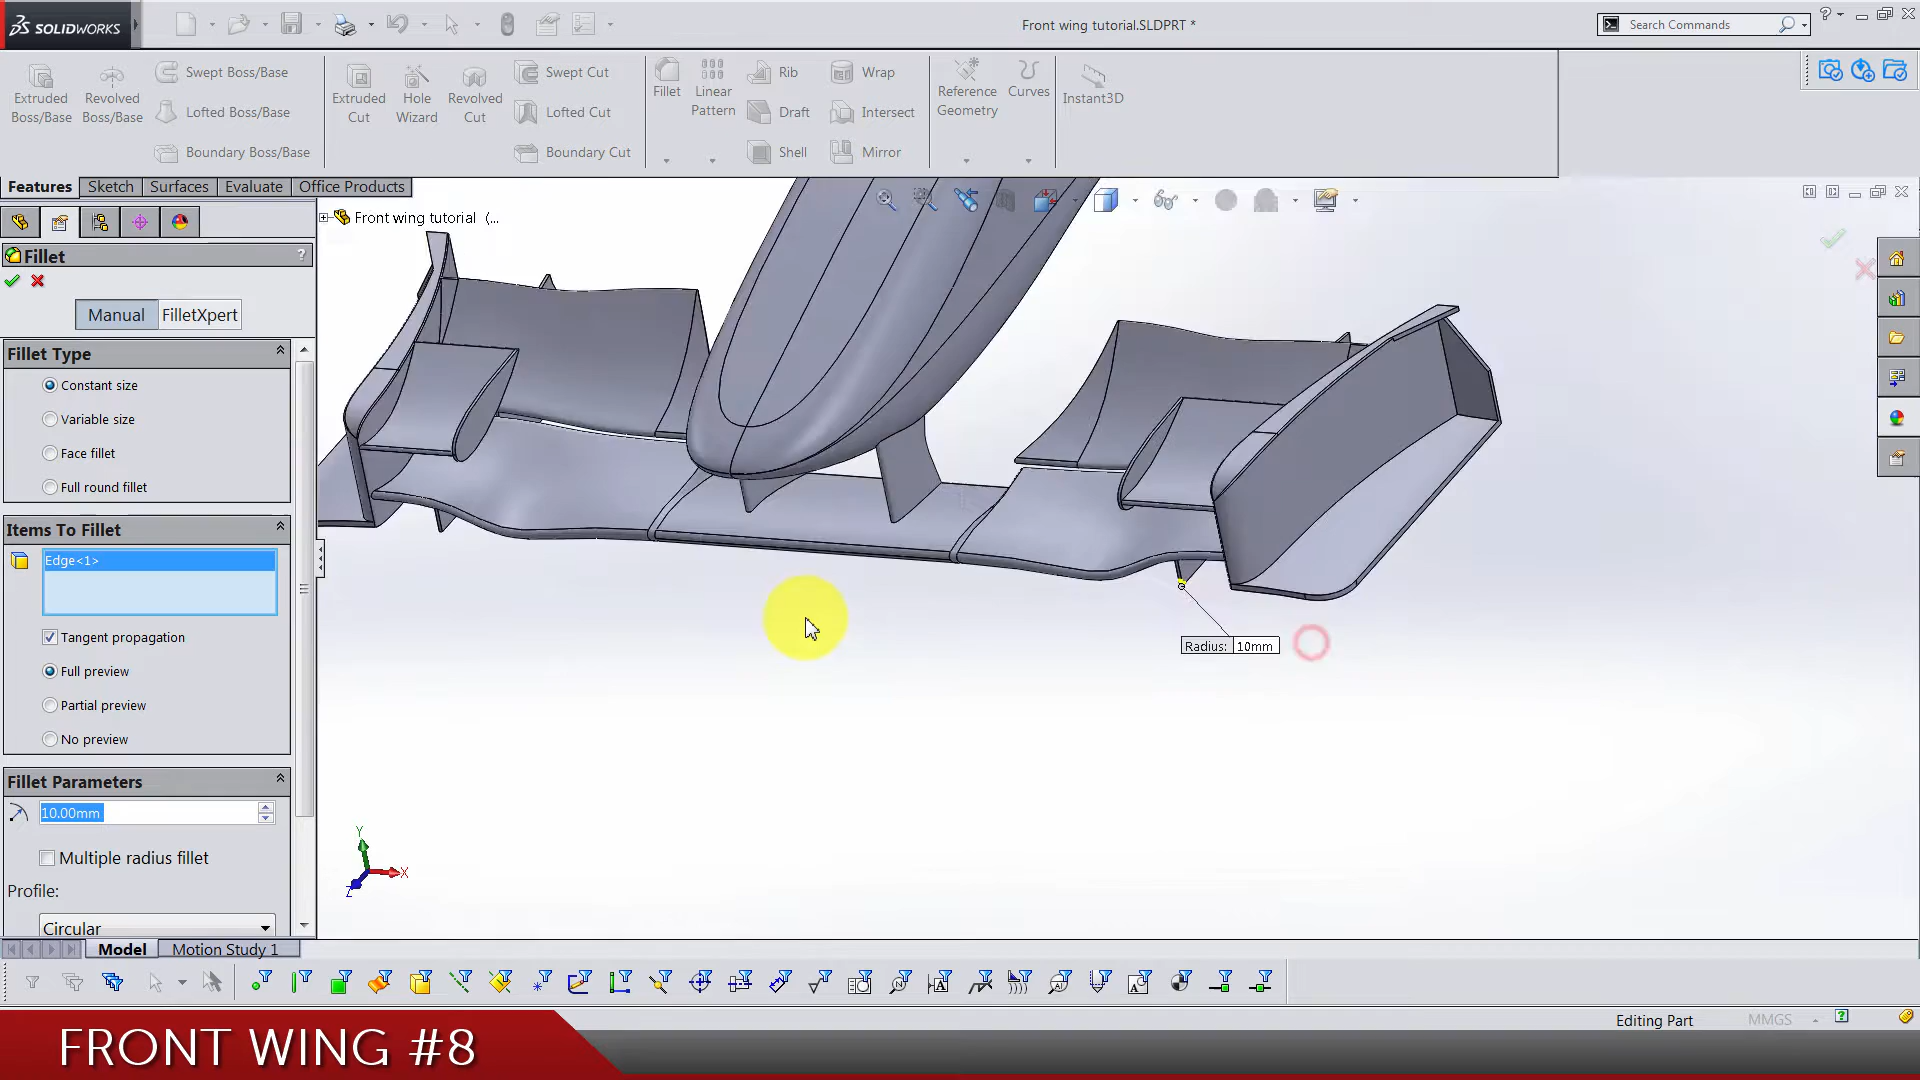 SOLIDWORKS
Front wing tutorial.SLDPRT *
Search Commands
Extruded Boss/Base
Revolved Boss/Base
Swept Boss/Base
Lofted Boss/Base
Boundary Boss/Base
Extruded Cut
Hole Wizard
Revolved Cut
Swept Cut
Lofted Cut
Boundary Cut
Fillet
Linear Pattern
Rib
Draft
Shell
Wrap
Intersect
Mirror
Reference Geometry
Curves
Instant3D
Features
Sketch
Surfaces
Evaluate
Office Products
Front wing tutorial (...
Fillet
?
Manual
FilletXpert
Fillet Type
Constant size
Variable size
Face fillet
Full round fillet
Items To Fillet
Edge<1>
Tangent propagation
Full preview
Partial preview
No preview
Fillet Parameters
10.00mm
Multiple radius fillet
Profile:
Circular
Radius: 10mm
Y
X
Z
Model
Motion Study 1
Editing Part
MMGS
FRONT WING #8